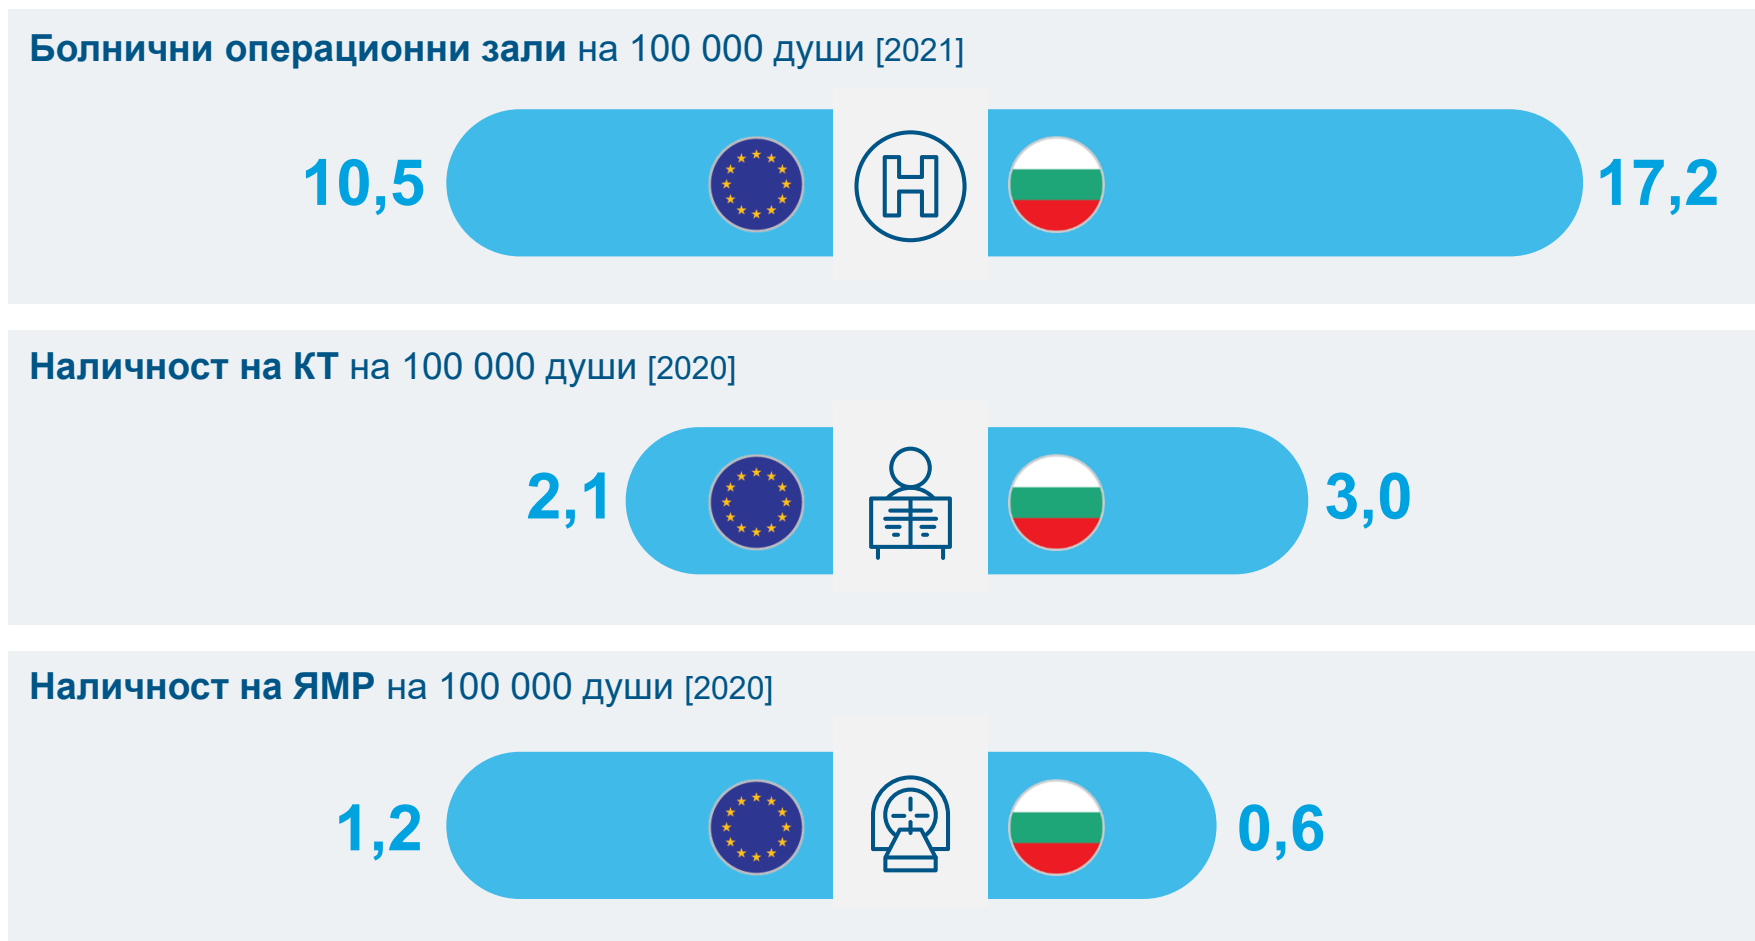 Болнични операционни зали на 100 000 души [2021]
10,5
17,2
Наличност на КТ на 100 000 души [2020]
2,1
3,0
Наличност на ЯМР на 100 000 души [2020]
1,2
0,6